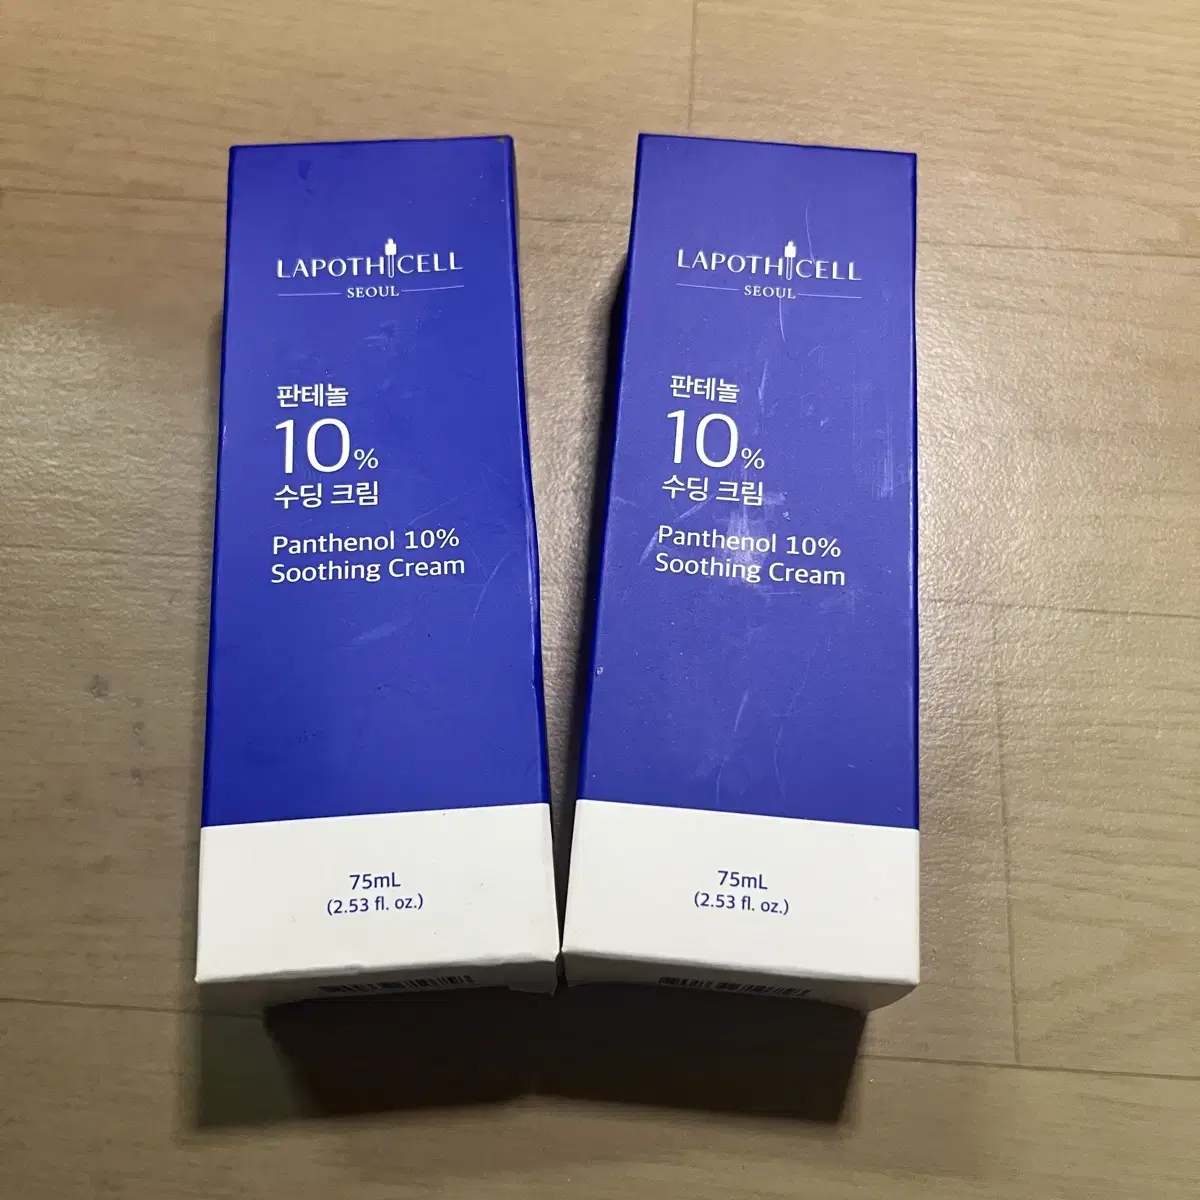 LAPOTHICELL
SEOUL
판테놀
10%
수딩 크림
Panthenol 10%
Soothing Cream
75mL
(2.53 fl. oz.)
LAPOTHICELL
SEOUL
판테놀
10%
수딩 크림
Panthenol 10%
Soothing Cream
75mL
(2.53 fl. oz.)